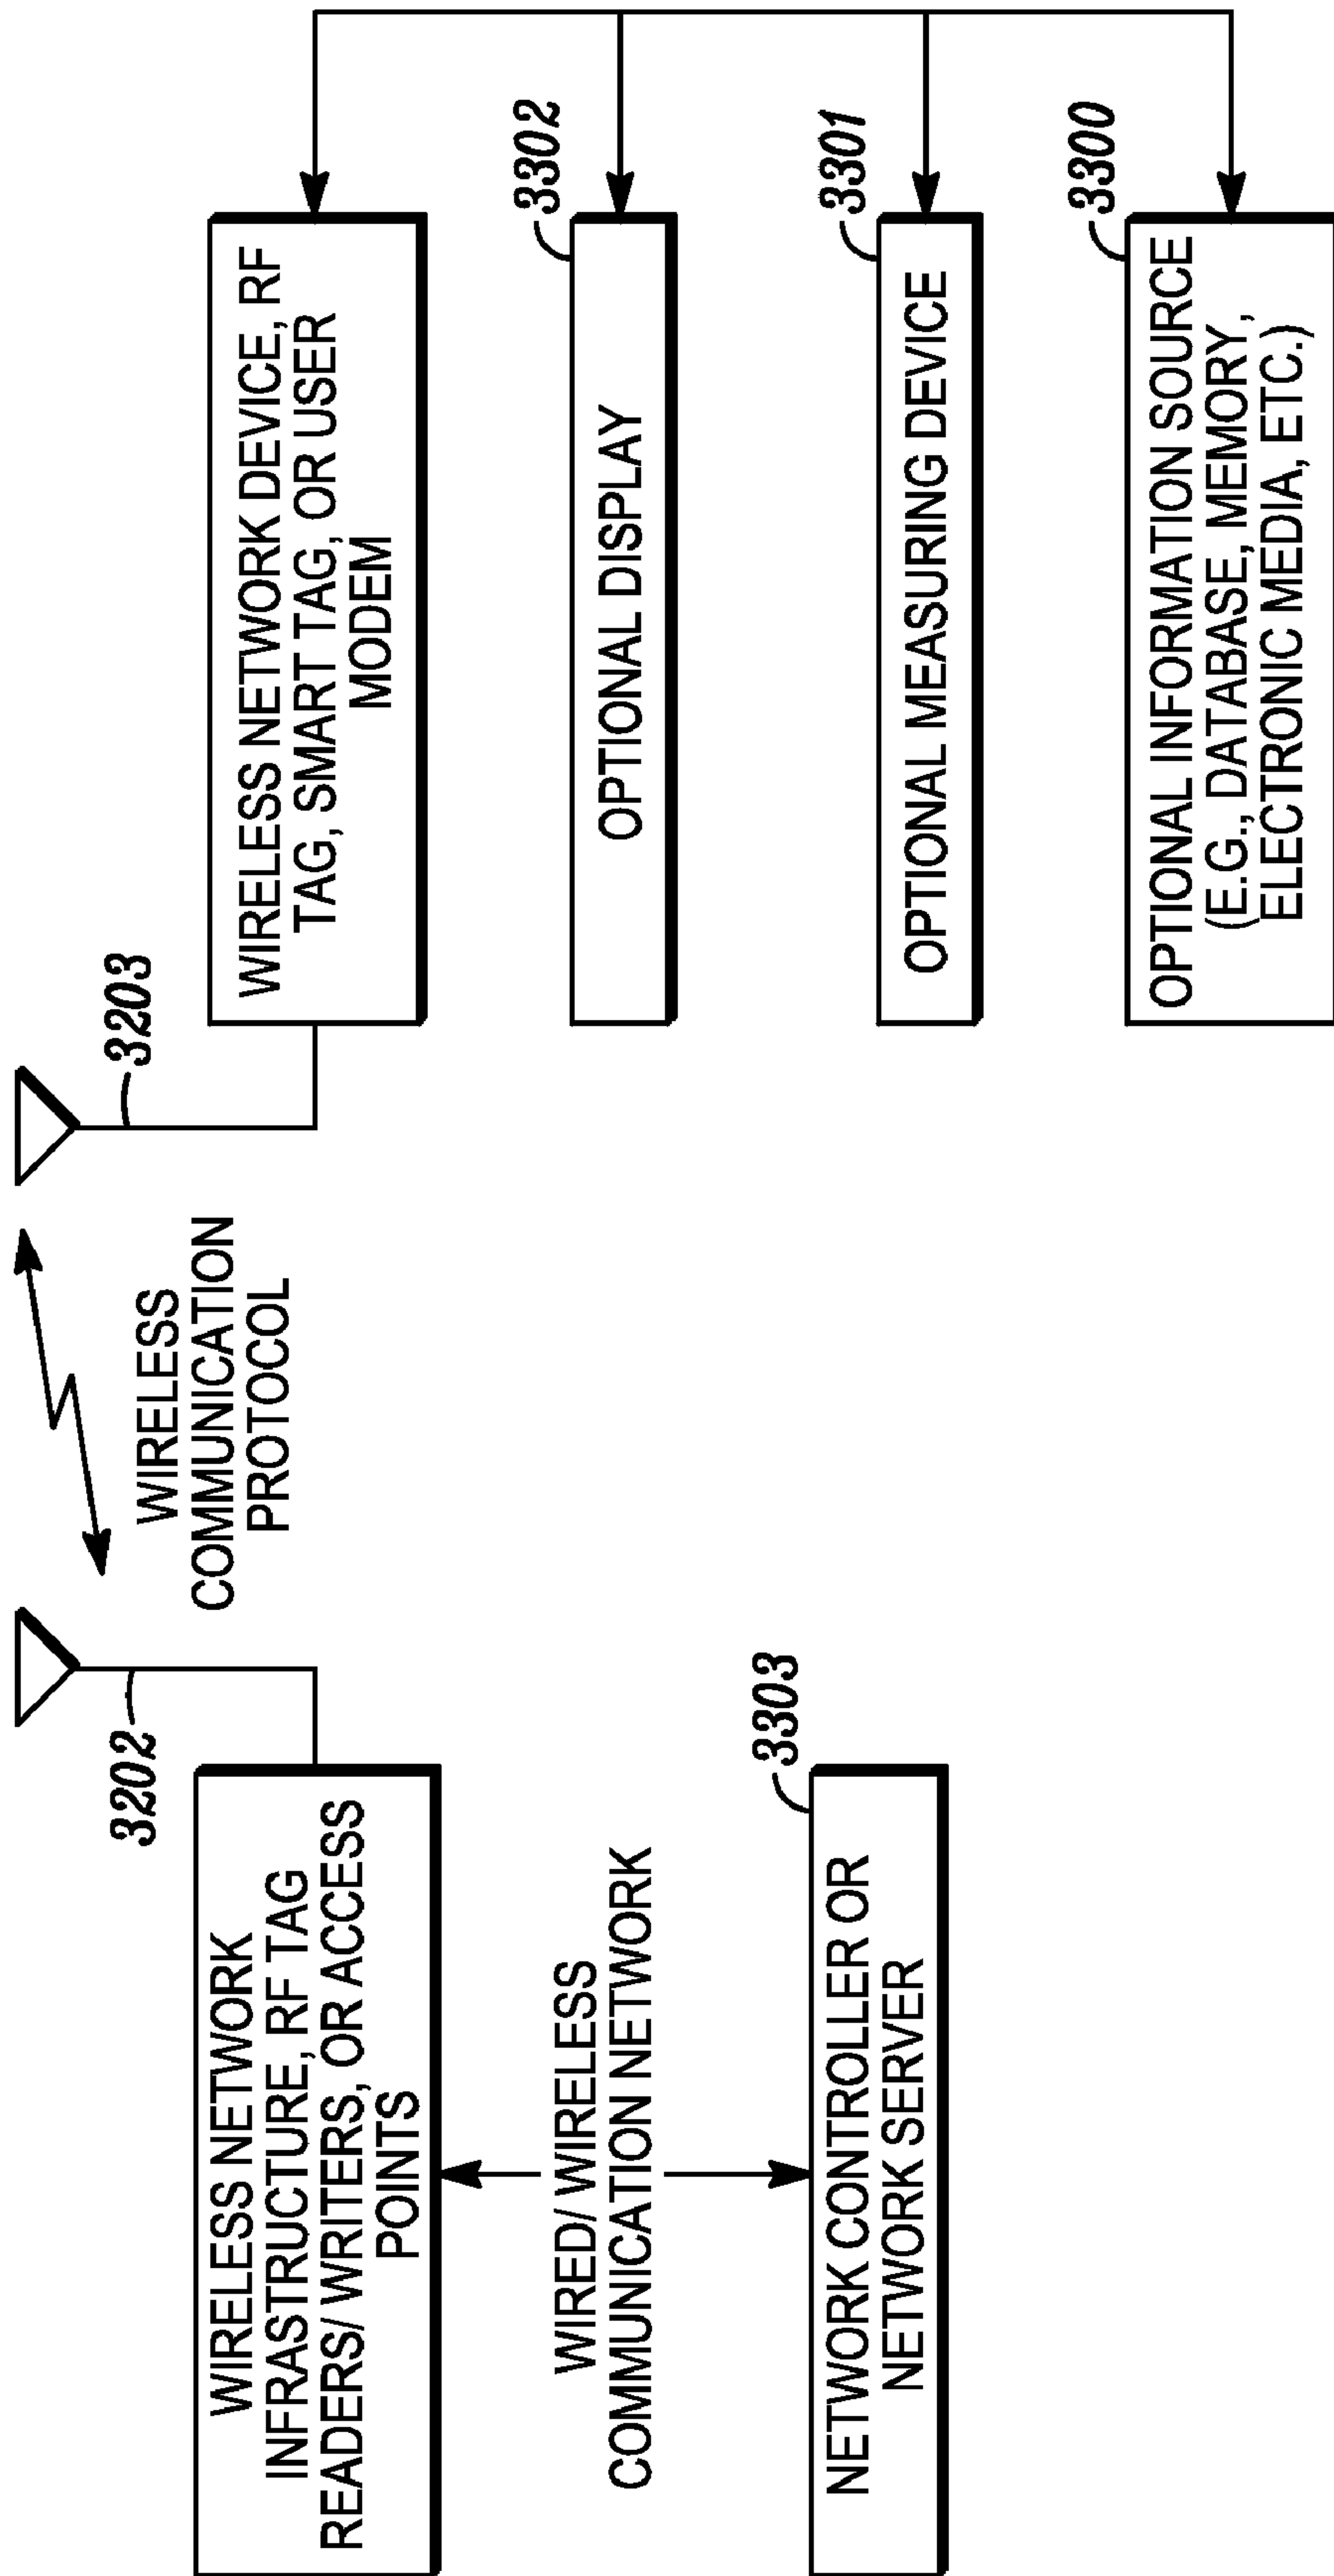 3202
WIRELESS NETWORK
INFRASTRUCTURE, RF TAG
READERS/ WRITERS, OR ACCESS
POINTS
WIRED/ WIRELESS
COMMUNICATION NETWORK
3303
NETWORK CONTROLLER OR
NETWORK SERVER
WIRELESS
COMMUNICATION
PROTOCOL
3203
WIRELESS NETWORK DEVICE, RF
TAG, SMART TAG, OR USER
MODEM
3302
OPTIONAL DISPLAY
3301
OPTIONAL MEASURING DEVICE
3300
OPTIONAL INFORMATION SOURCE
(E.G., DATABASE, MEMORY,
ELECTRONIC MEDIA, ETC.)